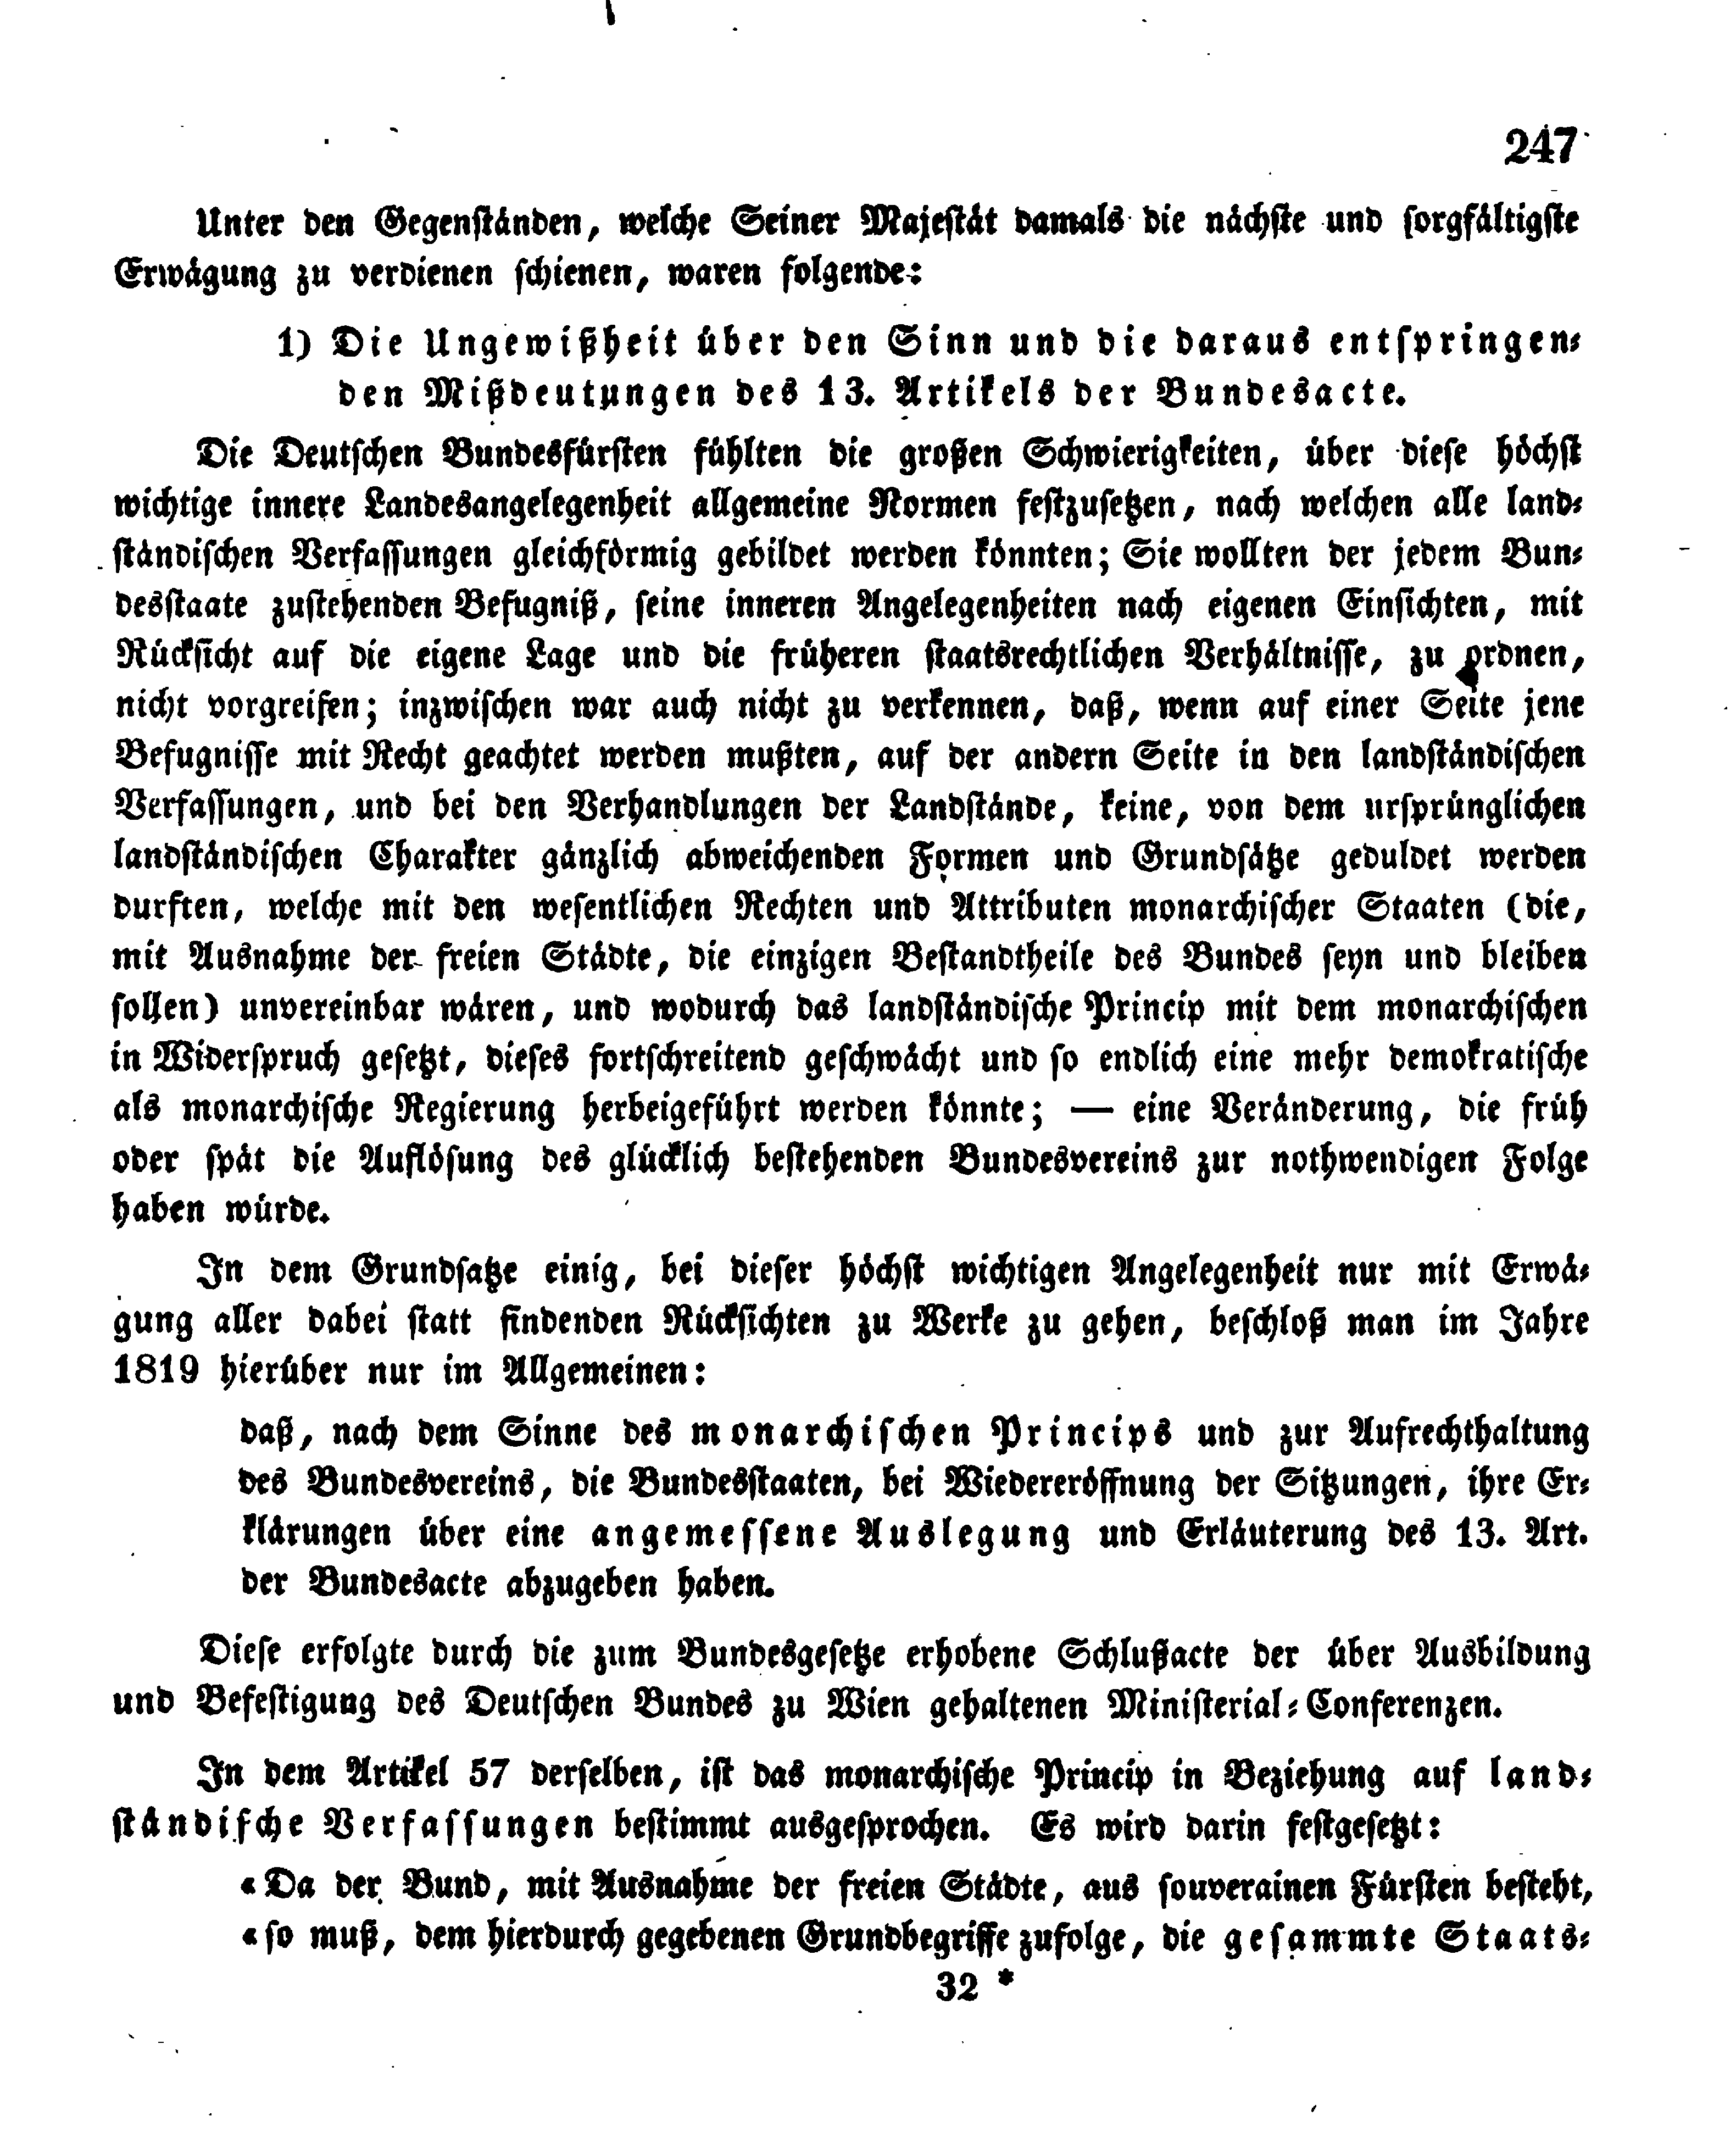 247
Unter den Gegenständen, welche Seiner Majestät damals die nächste und sorgfältigste
Erwägung zu verdienen schienen, waren folgende:
1) Die Ungewißheit über den Sinn und die daraus entspringen-
den Mißdeutungen des 13. Artikels der Bundesacte.
Die Deutschen Bundesfürsten fühlten die großen Schwierigkeiten, über diese höchst
wichtige innere Landesangelegenheit allgemeine Normen festzusetzen, nach welchen alle land-
ständischen Verfassungen gleichförmig gebildet werden könnten; Sie wollten der jedem Bun-
desstaate zustehenden Befugniß, seine inneren Angelegenheiten nach eigenen Einsichten, mit
Rücksicht auf die eigene Lage und die früheren staatsrechtlichen Verhältnisse, zu ordnen,
nicht vorgreifen; inzwischen war auch nicht zu verkennen, daß, wenn auf einer Seite jene
Befugnisse mit Recht geachtet werden mußten, auf der andern Seite in den landständischen
Verfassungen, und bei den Verhandlungen der Landstände, keine, von dem ursprünglichen
landständischen Charakter gänzlich abweichenden Formen und Grundsätze geduldet werden
durften, welche mit den wesentlichen Rechten und Attributen monarchischer Staaten (die,
mit Ausnahme der freien Städte, die einzigen Bestandtheile des Bundes seyn und bleiben
sollen) unvereinbar wären, und wodurch das landständische Princip mit dem monarchischen
in Widerspruch gesetzt, dieses fortschreitend geschwächt und so endlich eine mehr demokratische
als monarchische Regierung herbeigeführt werden könnte; — eine Veränderung, die früh
oder spät die Auflösung des glücklich bestehenden Bundesvereins zur nothwendigen Folge
haben würde.
In dem Grundsatze einig, bei dieser höchst wichtigen Angelegenheit nur mit Erwä-
gung aller dabei statt findenden Rücksichten zu Werke zu gehen, beschloß man im Jahre
1819 hierüber nur im Allgemeinen:
daß, nach dem Sinne des monarchischen Princips und zur Aufrechthaltung
des Bundesvereins, die Bundesstaaten, bei Wiedereröffnung der Sitzungen, ihre Er-
klärungen über eine angemessene Auslegung und Erläuterung des 13. Art.
der Bundesacte abzugeben haben.
Diese erfolgte durch die zum Bundesgesetze erhobene Schlußacte der über Ausbildung
und Befestigung des Deutschen Bundes zu Wien gehaltenen Ministerial-Conferenzen.
In dem Artikel 57 derselben, ist das monarchische Princip in Beziehung auf land-
ständische Verfassungen bestimmt ausgesprochen. Es wird darin festgesetzt:
«Da der Bund, mit Ausnahme der freien Städte, aus souverainen Fürsten besteht,
«so muß, dem hierdurch gegebenen Grundbegriffe zufolge, die gesammte Staats-
32 *